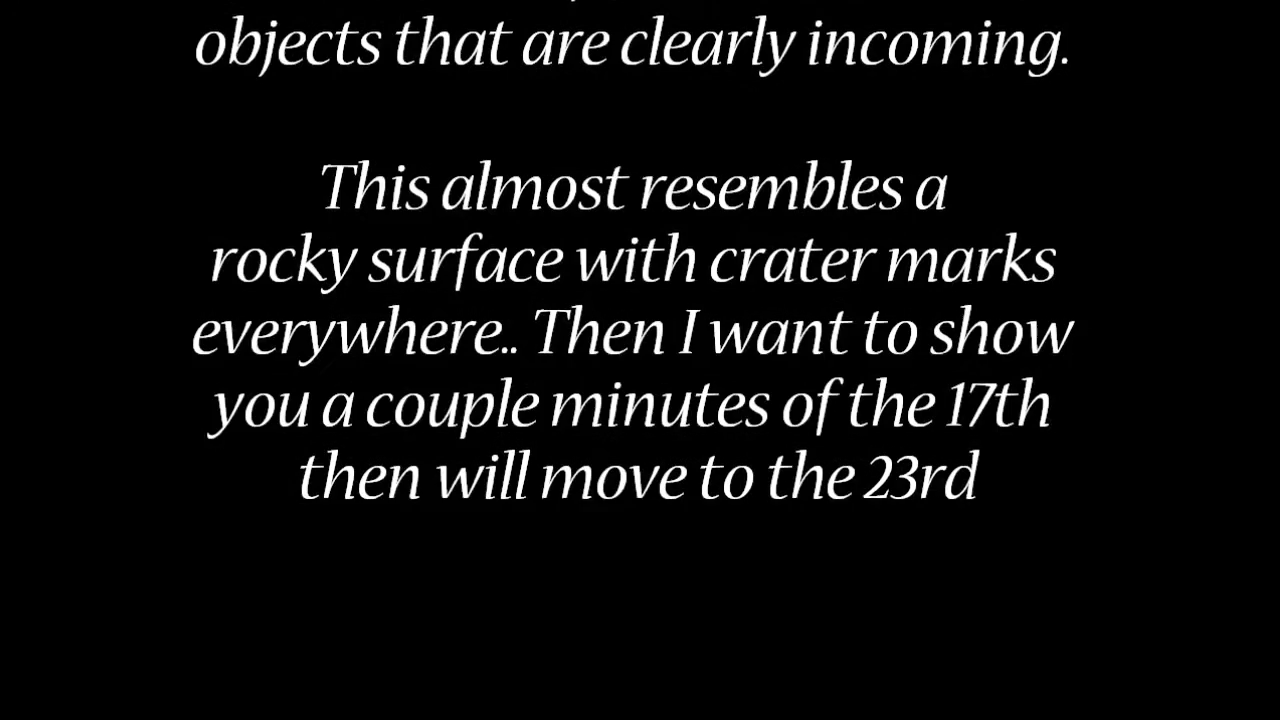 objects that are clearly incoming.
This almost resembles a
rocky surface with crater marks
everywhere.. Then I want to show
you a couple minutes of the 17th
then will move to the 23rd